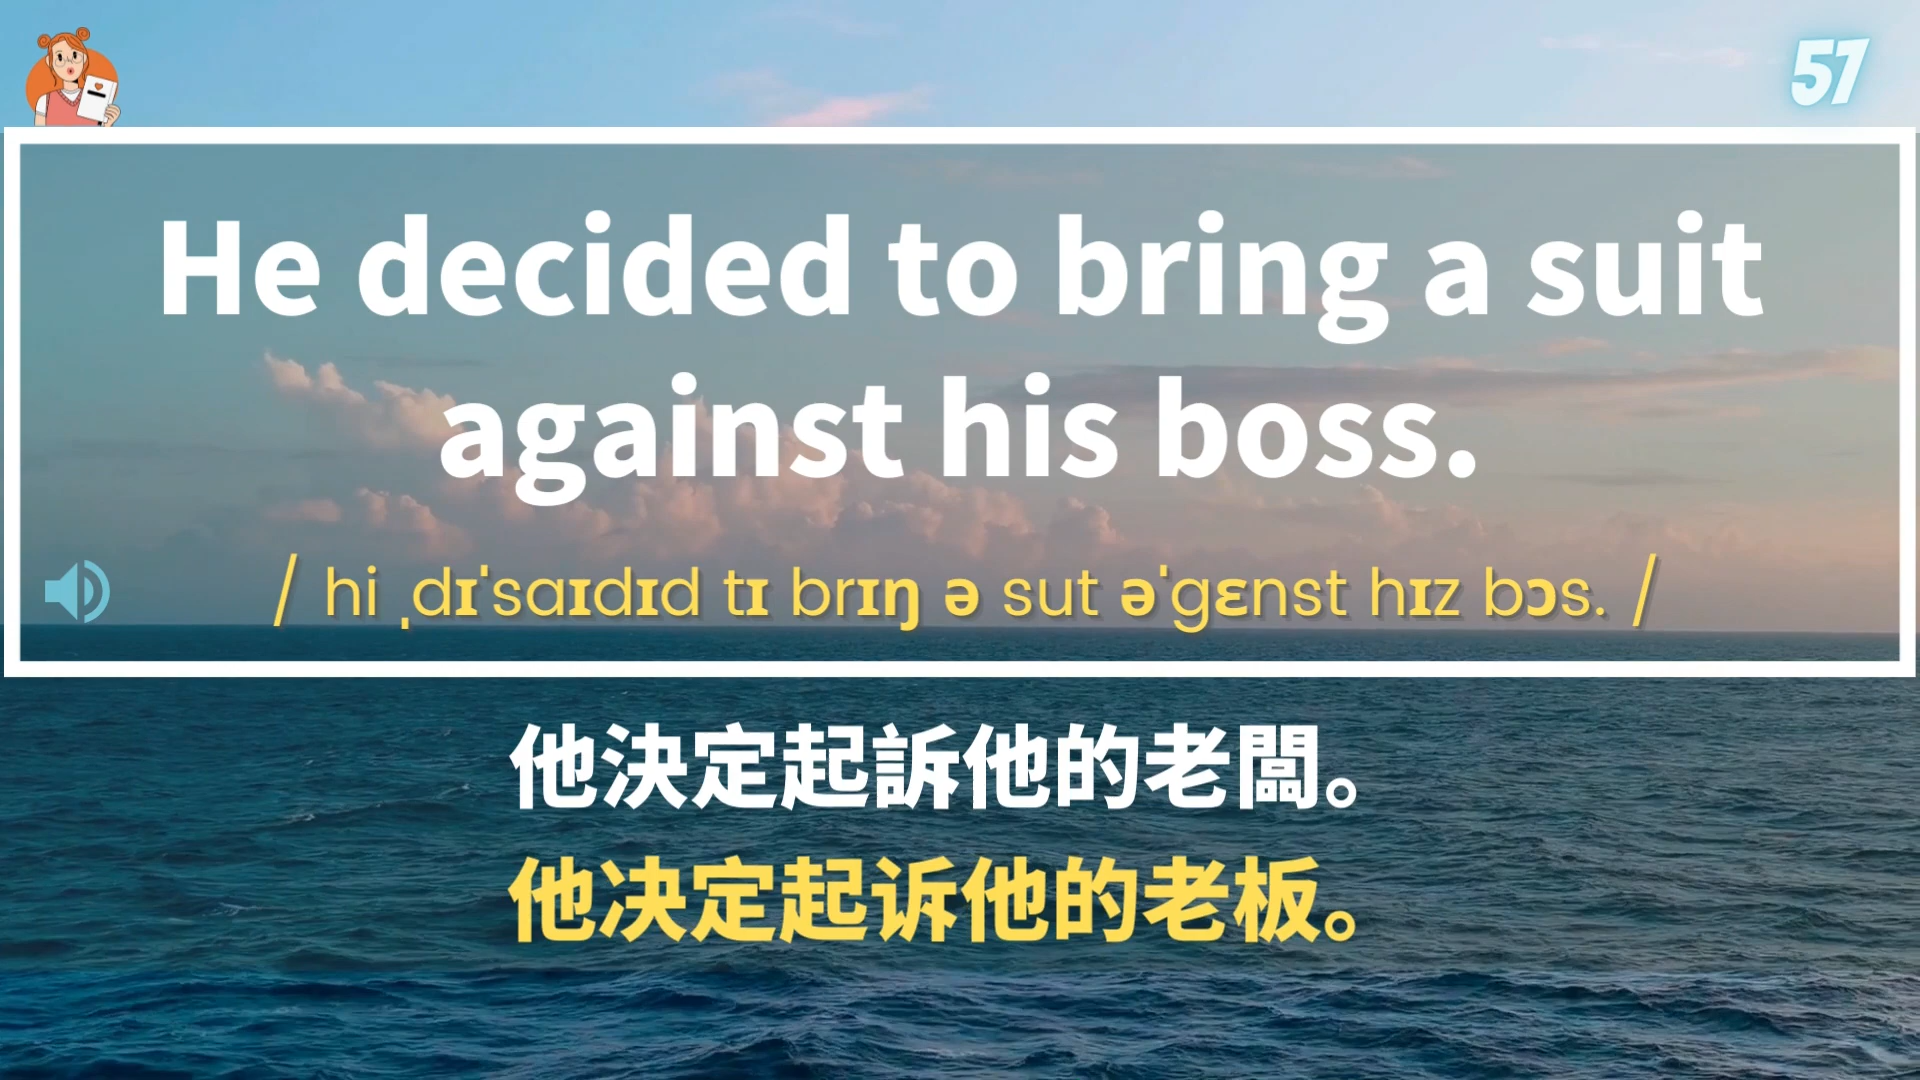 57
He decided to bring a suit
against his boss.
/ hi ˌdɪˈsaɪdɪd tɪ brɪŋ ə sut əˈgɛnst hɪz bɔs. /
他決定起訴他的老闆。
他决定起诉他的老板。